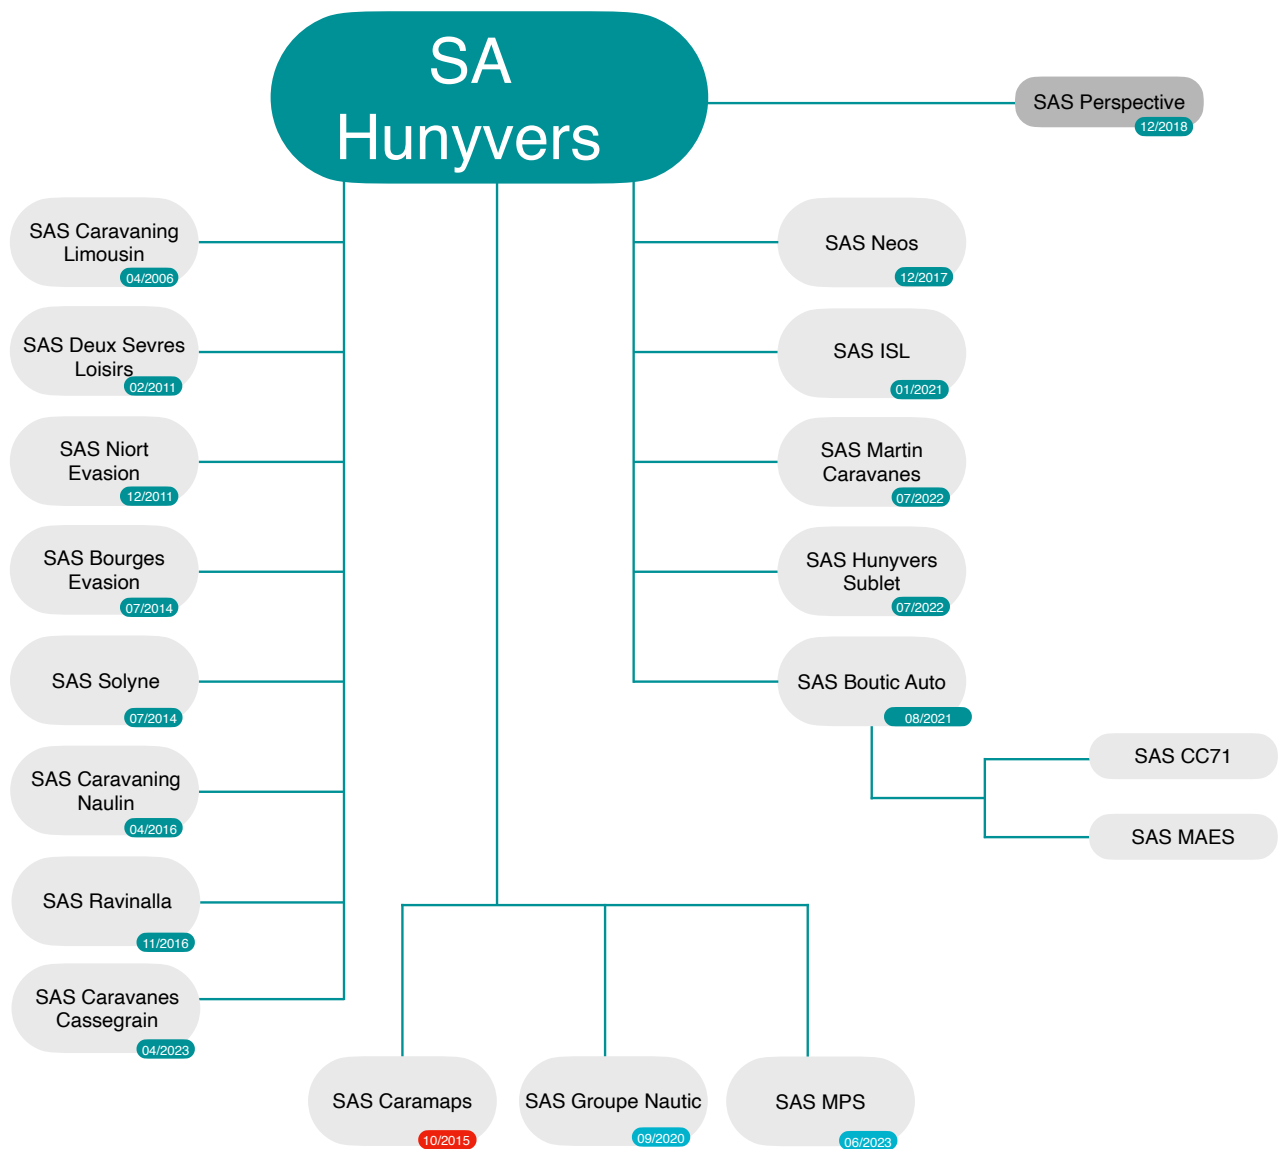 SA
Hunyvers
SAS Perspective
12/2018
SAS Caravaning
Limousin
04/2006
SAS Deux Sevres
Loisirs
02/2011
SAS Niort
Evasion
12/2011
SAS Bourges
Evasion
07/2014
SAS Solyne
07/2014
SAS Caravaning
Naulin
04/2016
SAS Ravinalla
11/2016
SAS Caravanes
Cassegrain
04/2023
SAS Neos
12/2017
SAS ISL
01/2021
SAS Martin
Caravanes
07/2022
SAS Hunyvers
Sublet
07/2022
SAS Boutic Auto
08/2021
SAS CC71
SAS MAES
SAS Caramaps
10/2015
SAS Groupe Nautic
09/2020
SAS MPS
06/2023